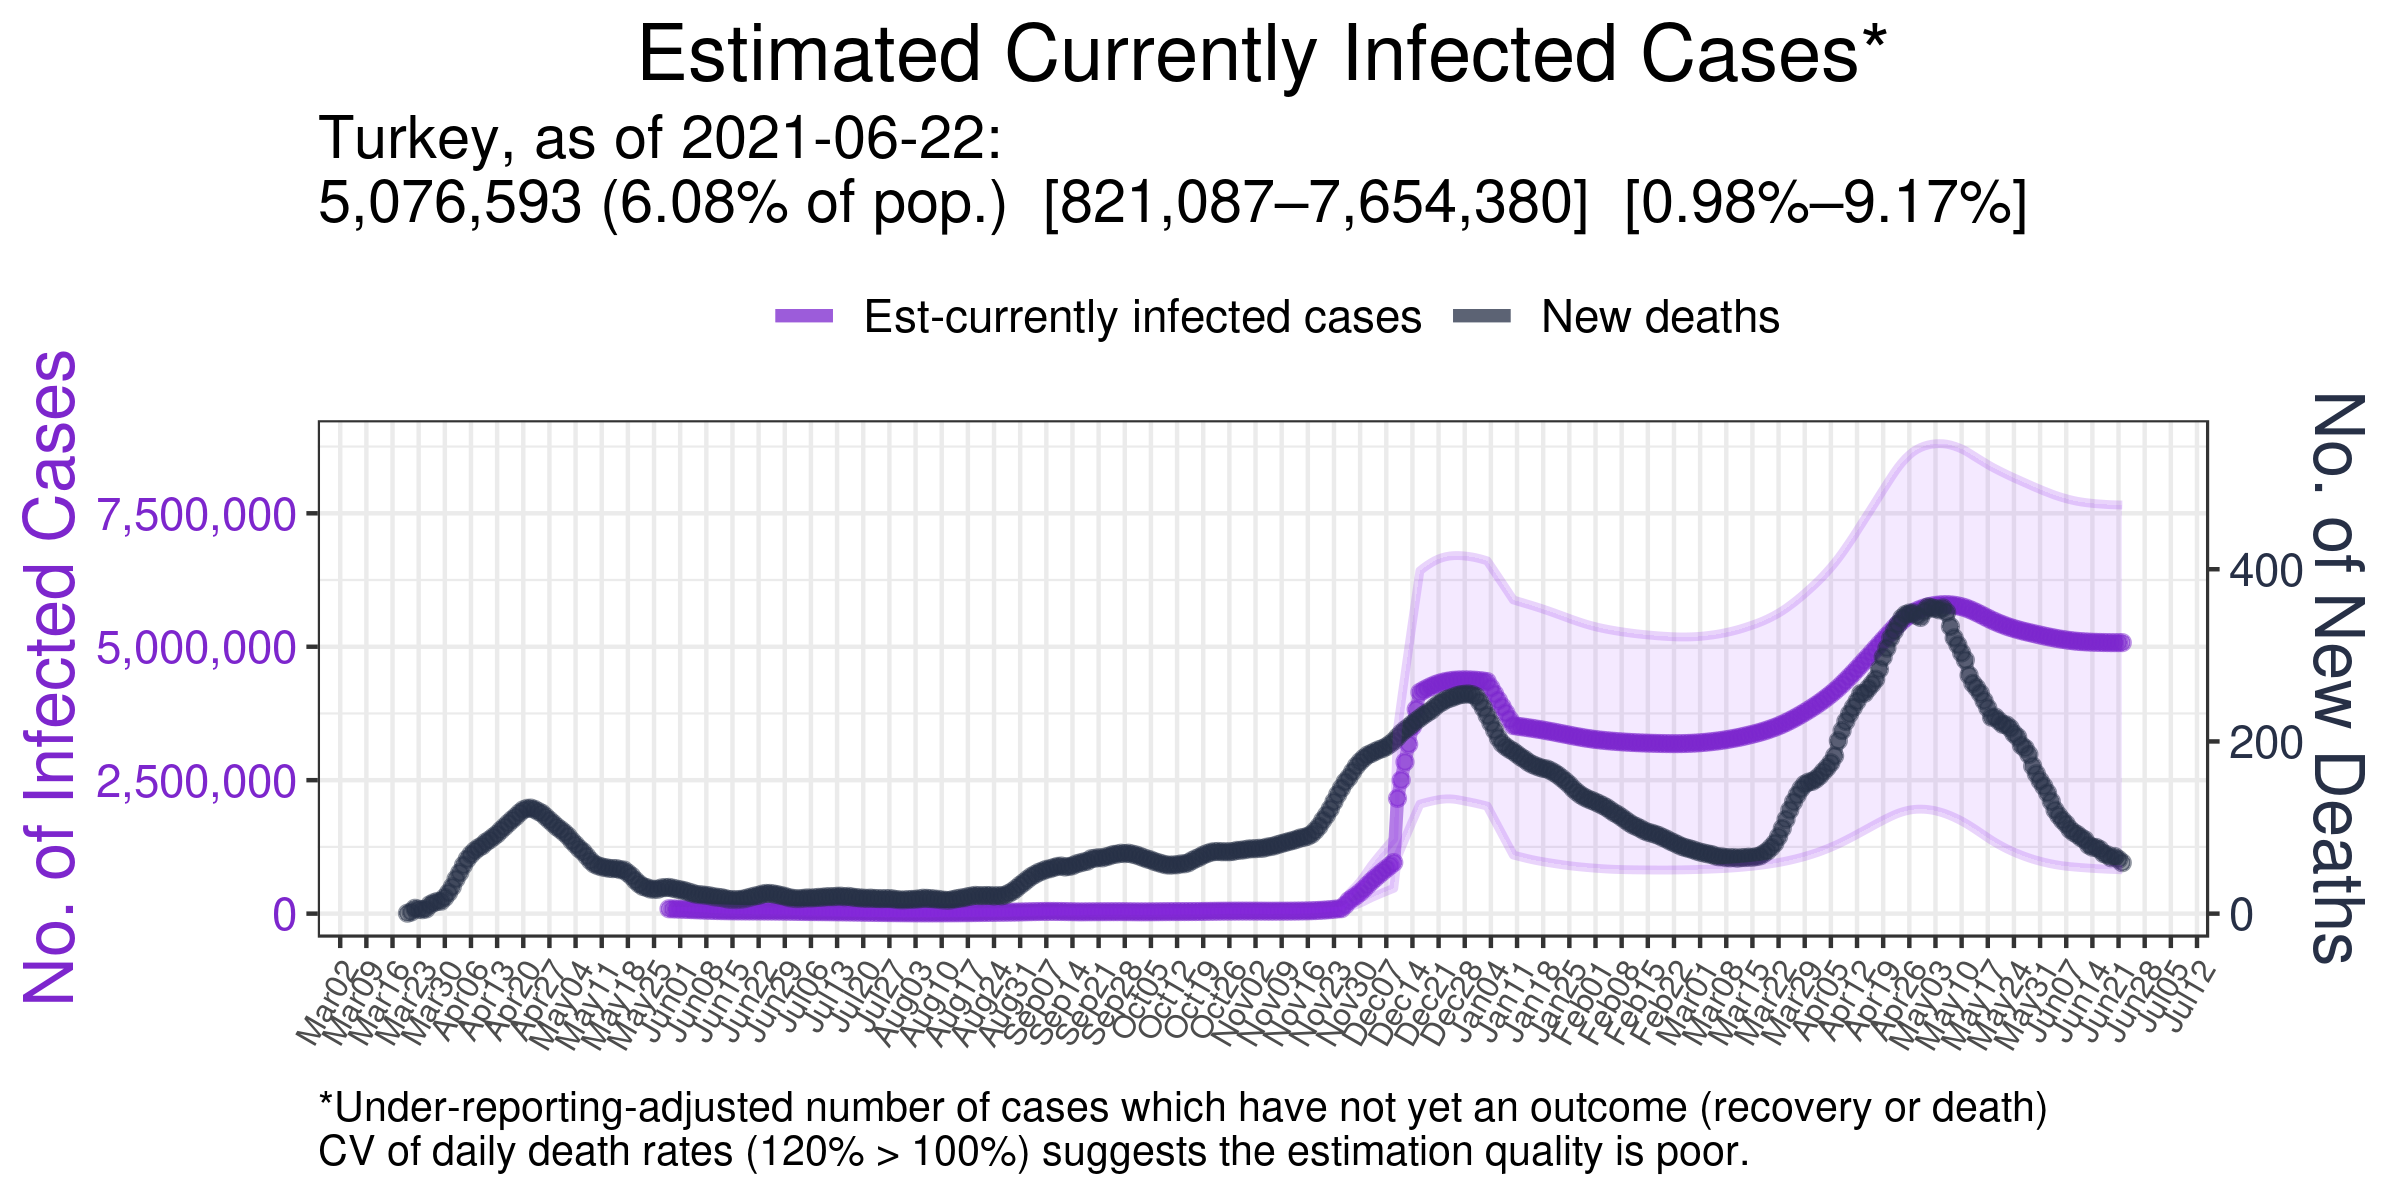 Estimated Currently Infected Cases*
Turkey, as of 2021-06-22:
5,076,593 (6.08% of pop.) [821,087–7,654,380] [0.98%–9.17%]
Est-currently infected cases
New deaths
No. of Infected Cases
7,500,000
5,000,000
2,500,000
0
No. of New Deaths
400
200
0
Mar02
Mar09
Mar16
Mar23
Mar30
Apr06
Apr13
Apr20
Apr27
May04
May11
May18
May25
Jun01
Jun08
Jun15
Jun22
Jun29
Jul06
Jul13
Jul20
Jul27
Aug03
Aug10
Aug17
Aug24
Aug31
Sep07
Sep14
Sep21
Sep28
Oct05
Oct12
Oct19
Oct26
Nov02
Nov09
Nov16
Nov23
Nov30
Dec07
Dec14
Dec21
Dec28
Jan04
Jan11
Jan18
Jan25
Feb01
Feb08
Feb15
Feb22
Mar01
Mar08
Mar15
Mar22
Mar29
Apr05
Apr12
Apr19
Apr26
May03
May10
May17
May24
May31
Jun07
Jun14
Jun21
Jun28
Jul05
Jul12
*Under-reporting-adjusted number of cases which have not yet an outcome (recovery or death)
CV of daily death rates (120% > 100%) suggests the estimation quality is poor.